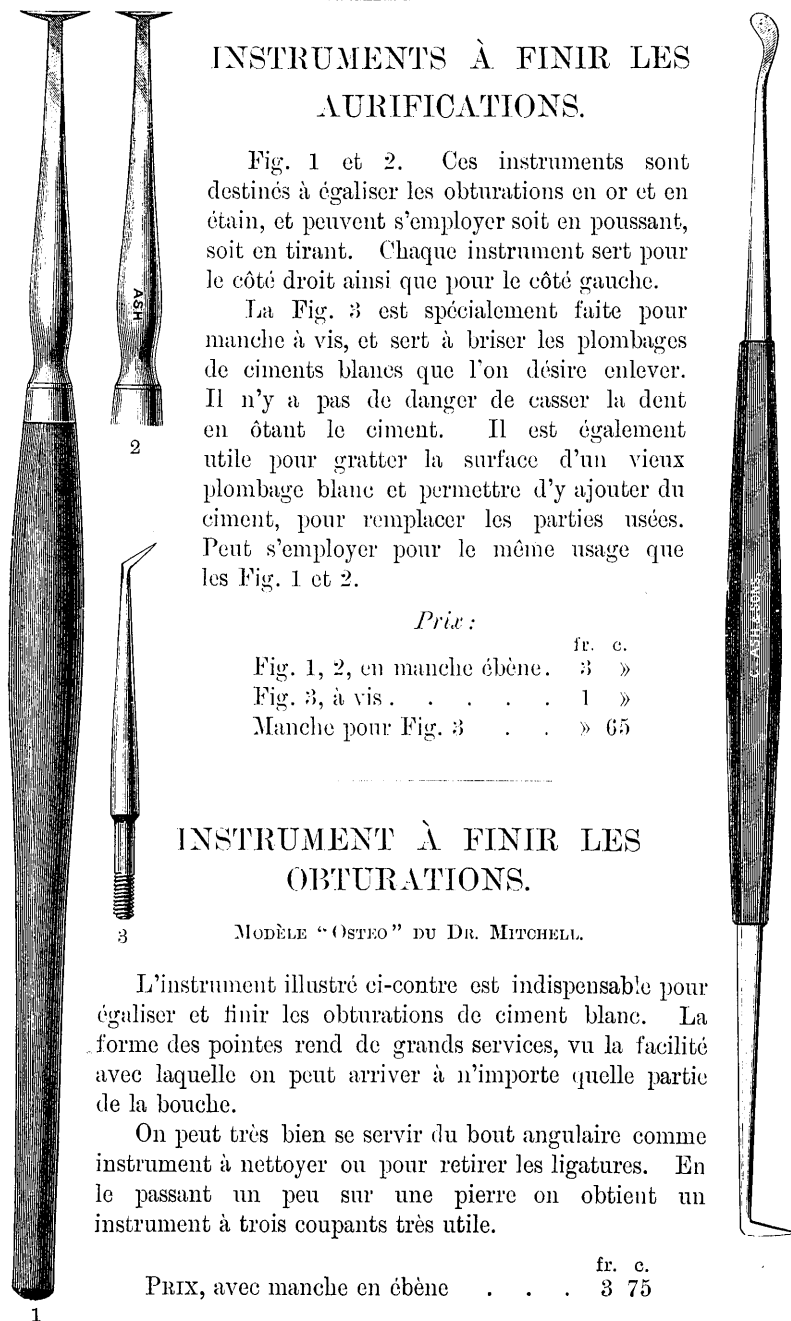 INSTRUMENTS À FINIR LES
AURIFICATIONS.
Fig. 1 et 2. Ces instruments sont
destinés à égaliser les obturations en or et en
étain, et peuvent s'employer soit en poussant,
soit en tirant. Chaque instrument sert pour
le côté droit ainsi que pour le côté gauche.
La Fig. 3 est spécialement faite pour
manche à vis, et sert à briser les plombages
de ciments blancs que l'on désire enlever.
Il n'y a pas de danger de casser la dent
en ôtant le ciment. Il est également
utile pour gratter la surface d'un vieux
plombage blanc et permettre d'y ajouter du
ciment, pour remplacer les parties usées.
Peut s'employer pour le même usage que
les Fig. 1 et 2.
Prix :
fr. c.
Fig. 1, 2, en manche ébène. 3 »
Fig. 3, à vis . . . . . 1 »
Manche pour Fig. 3 . . » 65
ASH
2
3
1
C. ASH & SONS.
INSTRUMENT À FINIR LES
OBTURATIONS.
MODÈLE "OSTEO" DU DR. MITCHELL.
L'instrument illustré ci-contre est indispensable pour
égaliser et finir les obturations de ciment blanc. La
forme des pointes rend de grands services, vu la facilité
avec laquelle on peut arriver à n'importe quelle partie
de la bouche.
On peut très bien se servir du bout angulaire comme
instrument à nettoyer ou pour retirer les ligatures. En
le passant un peu sur une pierre on obtient un
instrument à trois coupants très utile.
fr. c.
PRIX, avec manche en ébène . . . 3 75